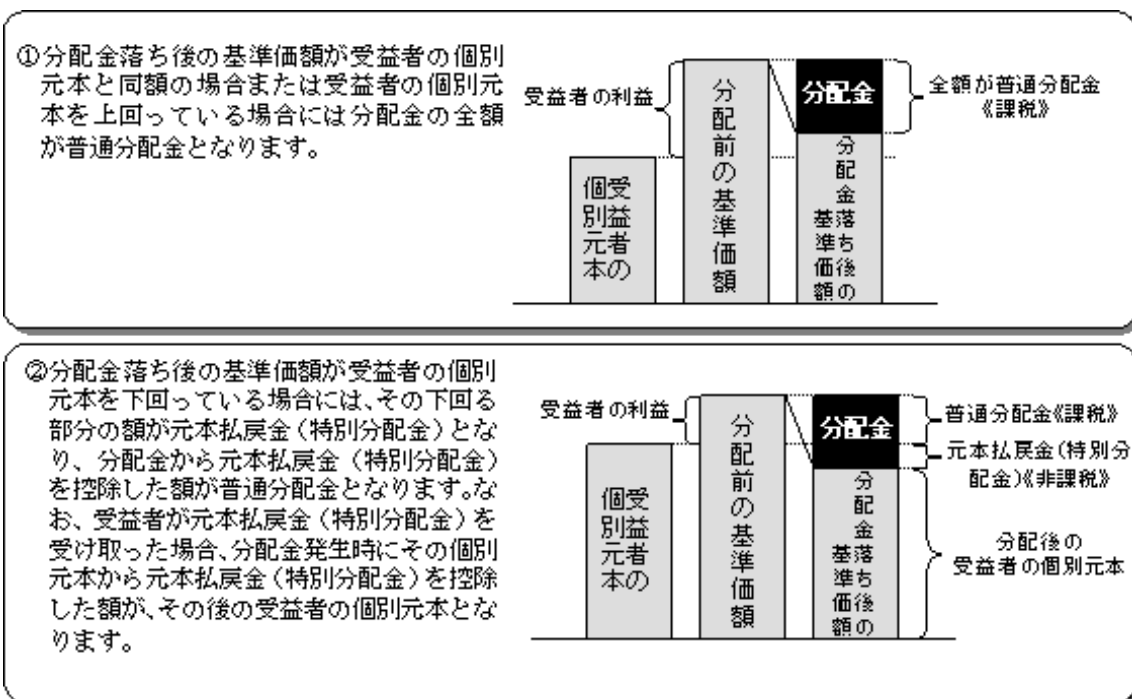 ①分配金落ち後の基準価額が受益者の個別
元本と同額の場合または受益者の個別元
本を上回っている場合には分配金の全額
が普通分配金となります。
受益者の利益
受益者の
個別元本
分配前の基準価額
分配金
分配金落ち後の
基準価額
全額が普通分配金
《課税》
②分配金落ち後の基準価額が受益者の個別
元本を下回っている場合には、その下回る
部分の額が元本払戻金（特別分配金）とな
り、分配金から元本払戻金（特別分配金）
を控除した額が普通分配金となります。な
お、受益者が元本払戻金（特別分配金）を
受け取った場合、分配金発生時にその個別
元本から元本払戻金（特別分配金）を控除
した額が、その後の受益者の個別元本とな
ります。
受益者の利益
受益者の
個別元本
分配前の基準価額
分配金
分配金落ち後の
基準価額
普通分配金《課税》
元本払戻金(特別分
配金)《非課税》
分配後の
受益者の個別元本